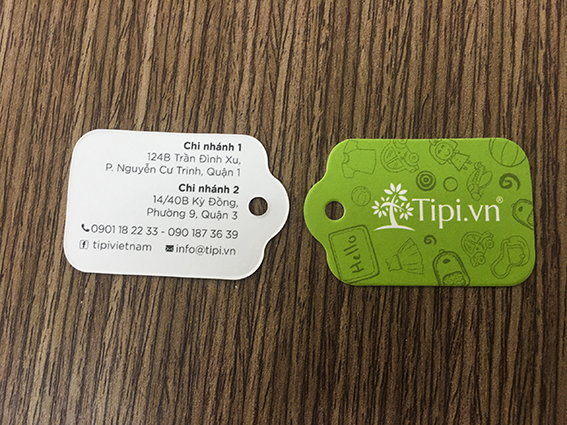 Chi nhánh 1
124B Trần Đình Xu,
P. Nguyễn Cư Trinh, Quận 1
Chi nhánh 2
14/40B Kỳ Đồng,
Phường 9, Quận 3
0901 18 22 33 - 090 187 36 39
f tipivietnam info@tipi.vn
Tipi.vn®
Hello